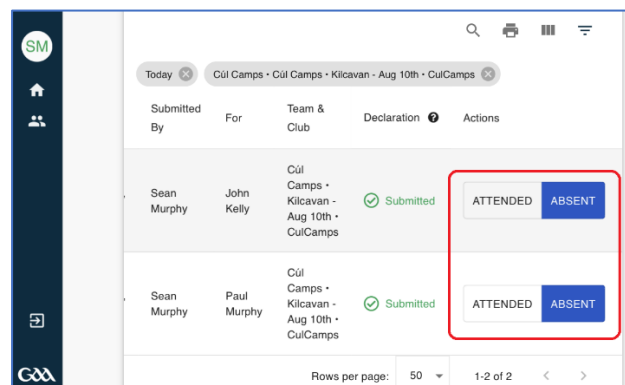 SM
Today
Cúl Camps • Cúl Camps • Kilcavan - Aug 10th • CulCamps
Submitted
By
For
Team &
Club
Declaration ?
Actions
Sean
Murphy
John
Kelly
Cúl
Camps •
Kilcavan -
Aug 10th •
CulCamps
Submitted
ATTENDED
ABSENT
Sean
Murphy
Paul
Murphy
Cúl
Camps •
Kilcavan -
Aug 10th •
CulCamps
Submitted
ATTENDED
ABSENT
GAA
Rows per page: 50 1-2 of 2